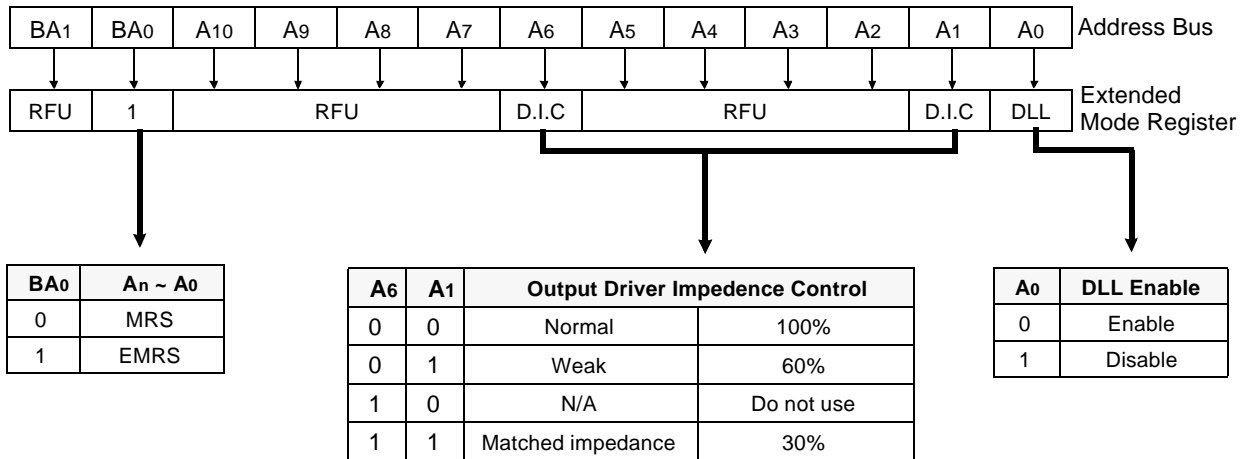 BA1 BA0 A10 A9 A8 A7 A6 A5 A4 A3 A2 A1 A0 Address Bus
RFU 1 RFU D.I.C RFU D.I.C DLL Extended
Mode Register
BA0 An ~ A0
0 MRS
1 EMRS
A6 A1 Output Driver Impedence Control
0 0 Normal 100%
0 1 Weak 60%
1 0 N/A Do not use
1 1 Matched impedance 30%
A0 DLL Enable
0 Enable
1 Disable